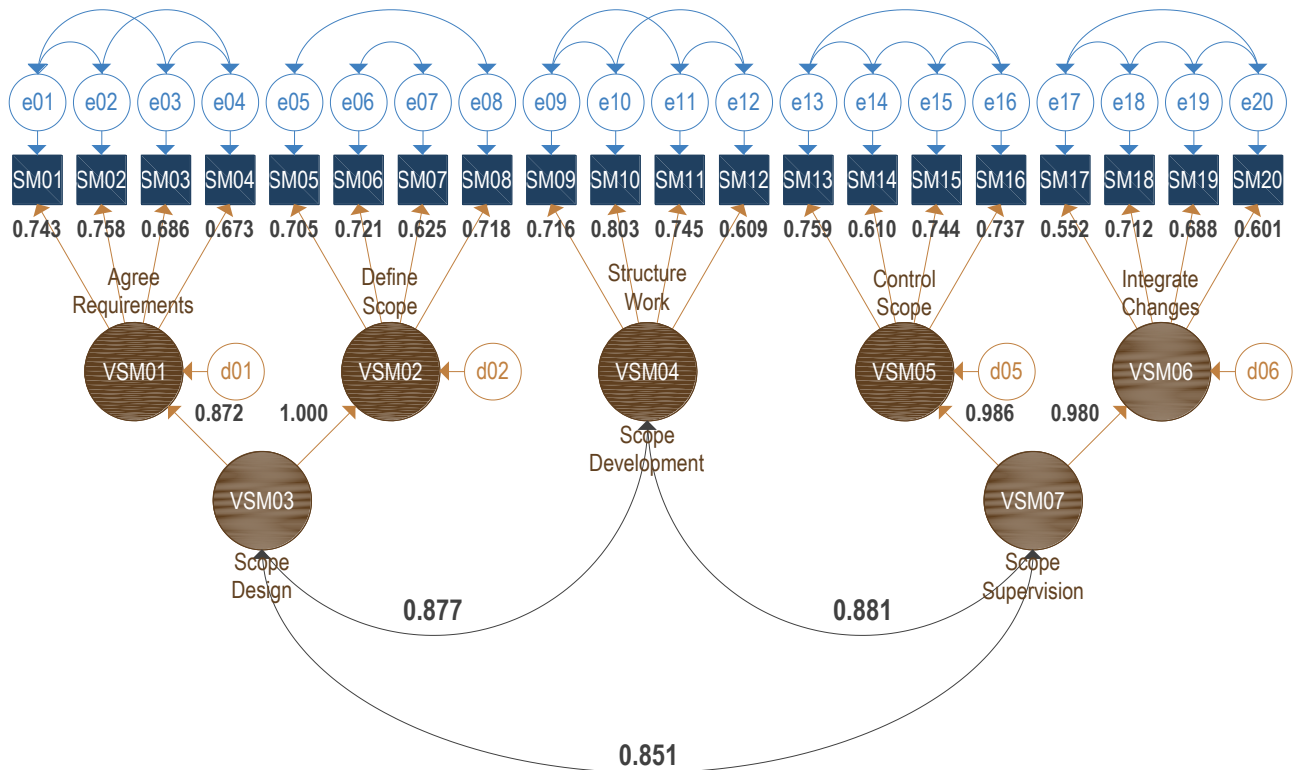 e01 e02 e03 e04 e05 e06 e07 e08 e09 e10 e11 e12 e13 e14 e15 e16 e17 e18 e19 e20
SM01 SM02 SM03 SM04 SM05 SM06 SM07 SM08 SM09 SM10 SM11 SM12 SM13 SM14 SM15 SM16 SM17 SM18 SM19 SM20
0.743 0.758 0.686 0.673 0.705 0.721 0.625 0.718 0.716 0.803 0.745 0.609 0.759 0.610 0.744 0.737 0.552 0.712 0.688 0.601
Agree
Requirements
Define
Scope
Structure
Work
Control
Scope
Integrate
Changes
VSM01 d01 VSM02 d02 VSM04 VSM05 d05 VSM06 d06
0.872 1.000 0.986 0.980
Scope
Development
VSM03 VSM07
Scope
Design
Scope
Supervision
0.877 0.881
0.851